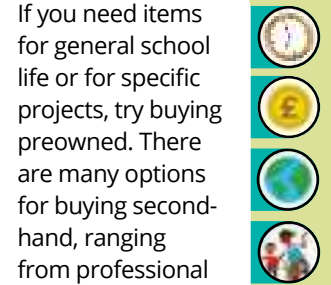 If you need items
for general school
life or for specific
projects, try buying
preowned. There
are many options
for buying second-
hand, ranging
from professional
£